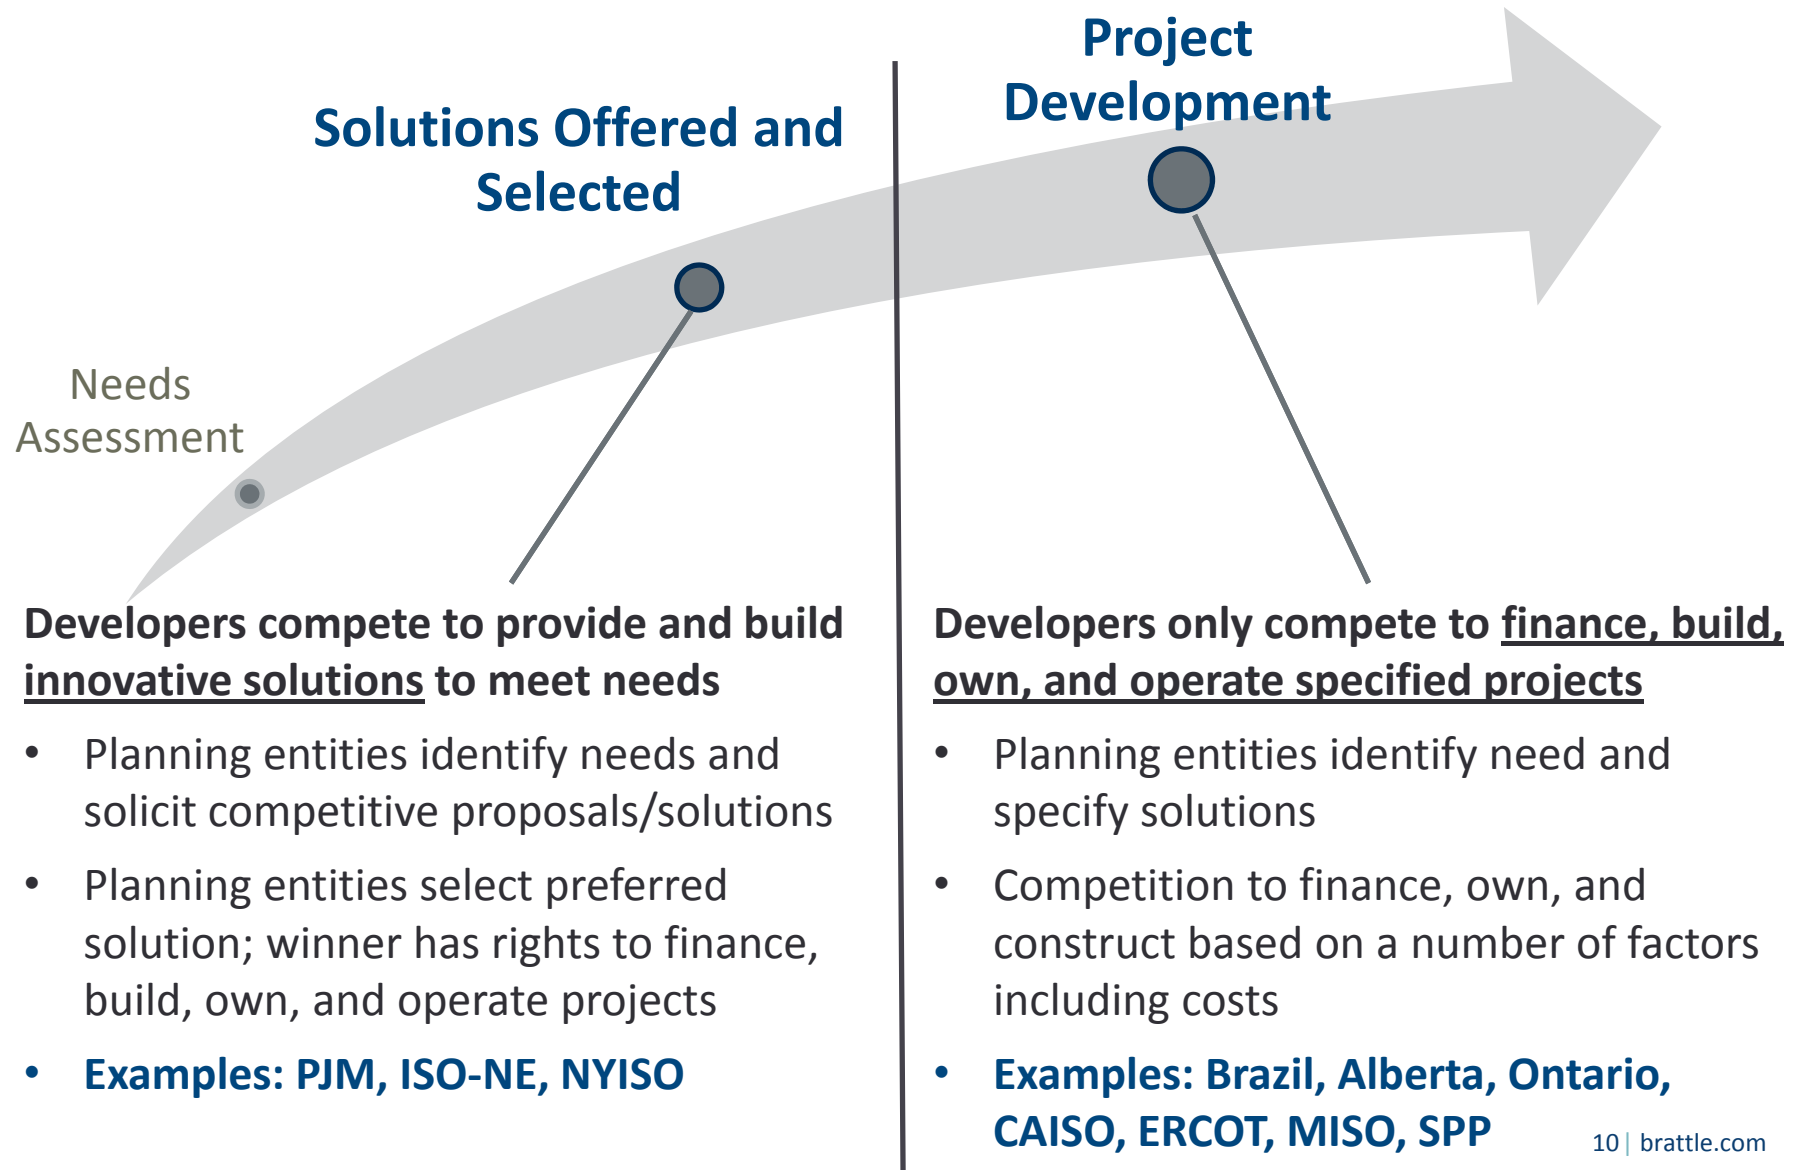 Project
Development
Solutions Offered and
Selected
Needs
Assessment
Developers compete to provide and build
innovative solutions to meet needs
• Planning entities identify needs and
solicit competitive proposals/solutions
• Planning entities select preferred
solution; winner has rights to finance,
build, own, and operate projects
• Examples: PJM, ISO-NE, NYISO
Developers only compete to finance, build,
own, and operate specified projects
• Planning entities identify need and
specify solutions
• Competition to finance, own, and
construct based on a number of factors
including costs
• Examples: Brazil, Alberta, Ontario,
CAISO, ERCOT, MISO, SPP
10 | brattle.com